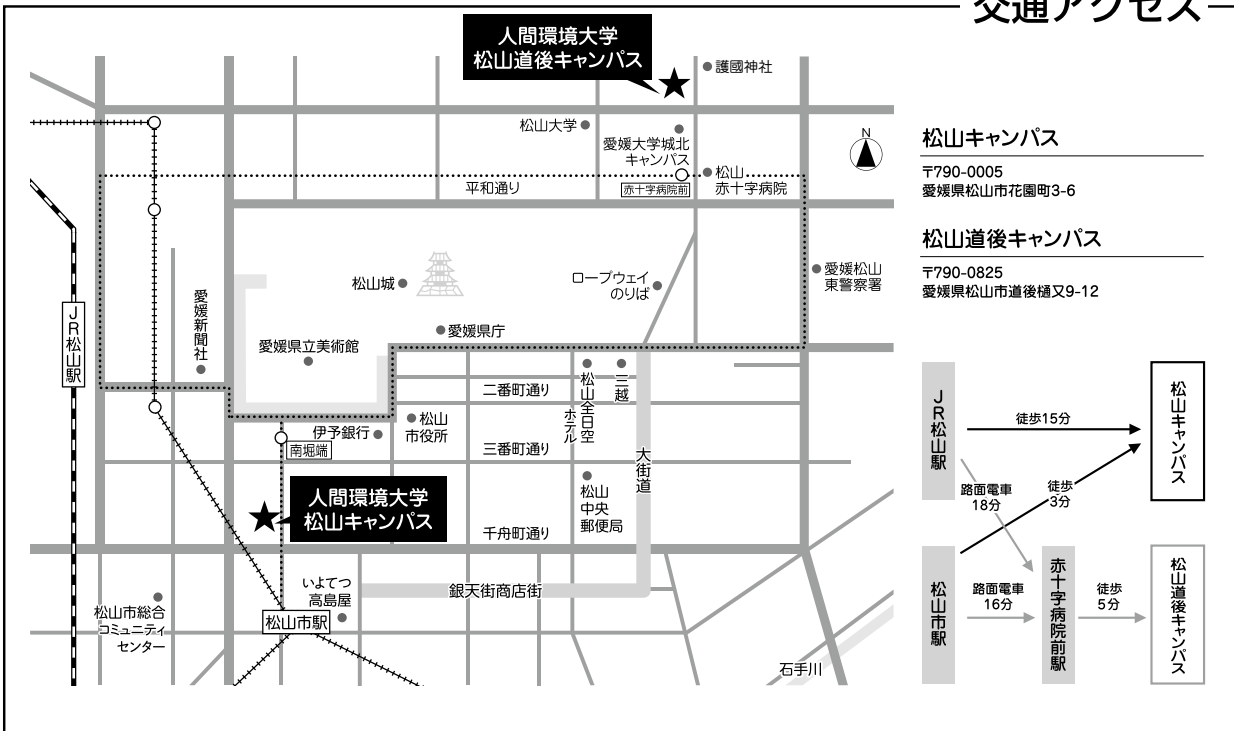 交通アクセス
人間環境大学
松山道後キャンパス
護國神社
松山大学
愛媛大学城北
キャンパス
N
平和通り
赤十字病院前
松山
赤十字病院
松山城
ロープウェイ
のりば
愛媛松山
東警察署
愛媛新聞社
JR松山駅
愛媛県立美術館
愛媛県庁
二番町通り
松山全日空
ホテル
三越
伊予銀行
松山
市役所
南堀端
三番町通り
大街道
人間環境大学
松山キャンパス
松山
中央
郵便局
千舟町通り
いよてつ
高島屋
銀天街商店街
松山市総合
コミュニティ
センター
松山市駅
石手川
松山キャンパス
〒790-0005
愛媛県松山市花園町3-6
松山道後キャンパス
〒790-0825
愛媛県松山市道後樋又9-12
JR松山駅
徒歩15分
松山キャンパス
路面電車
18分
徒歩
3分
松山市駅
路面電車
16分
赤十字病院前駅
徒歩
5分
松山道後キャンパス